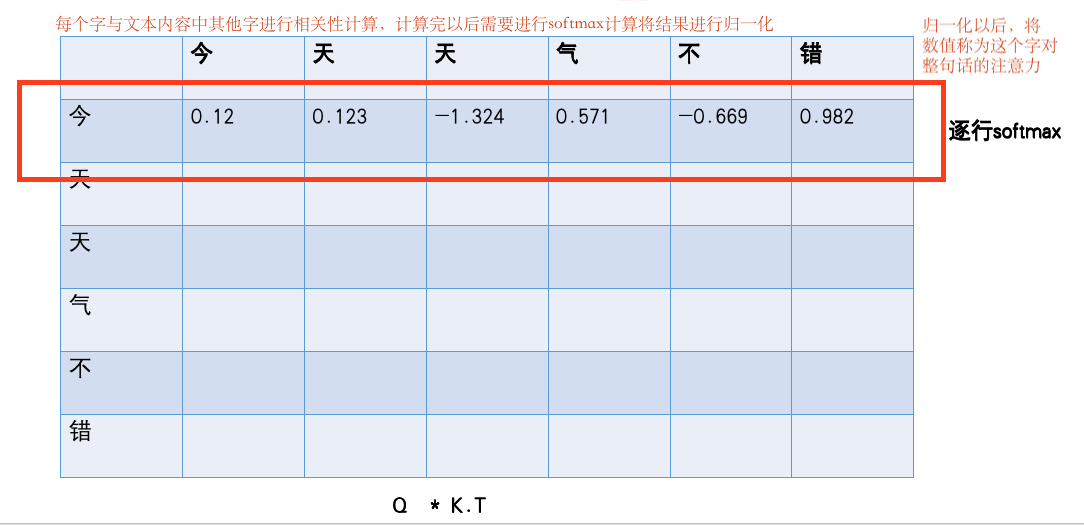 每个字与文本内容中其他字进行相关性计算，计算完以后需要进行softmax计算将结果进行归一化
归一化以后，将
数值称为这个字对
整句话的注意力
今 天 天 气 不 错
今 0.12 0.123 -1.324 0.571 -0.669 0.982
逐行softmax
天
天
气
不
错
Q * K.T